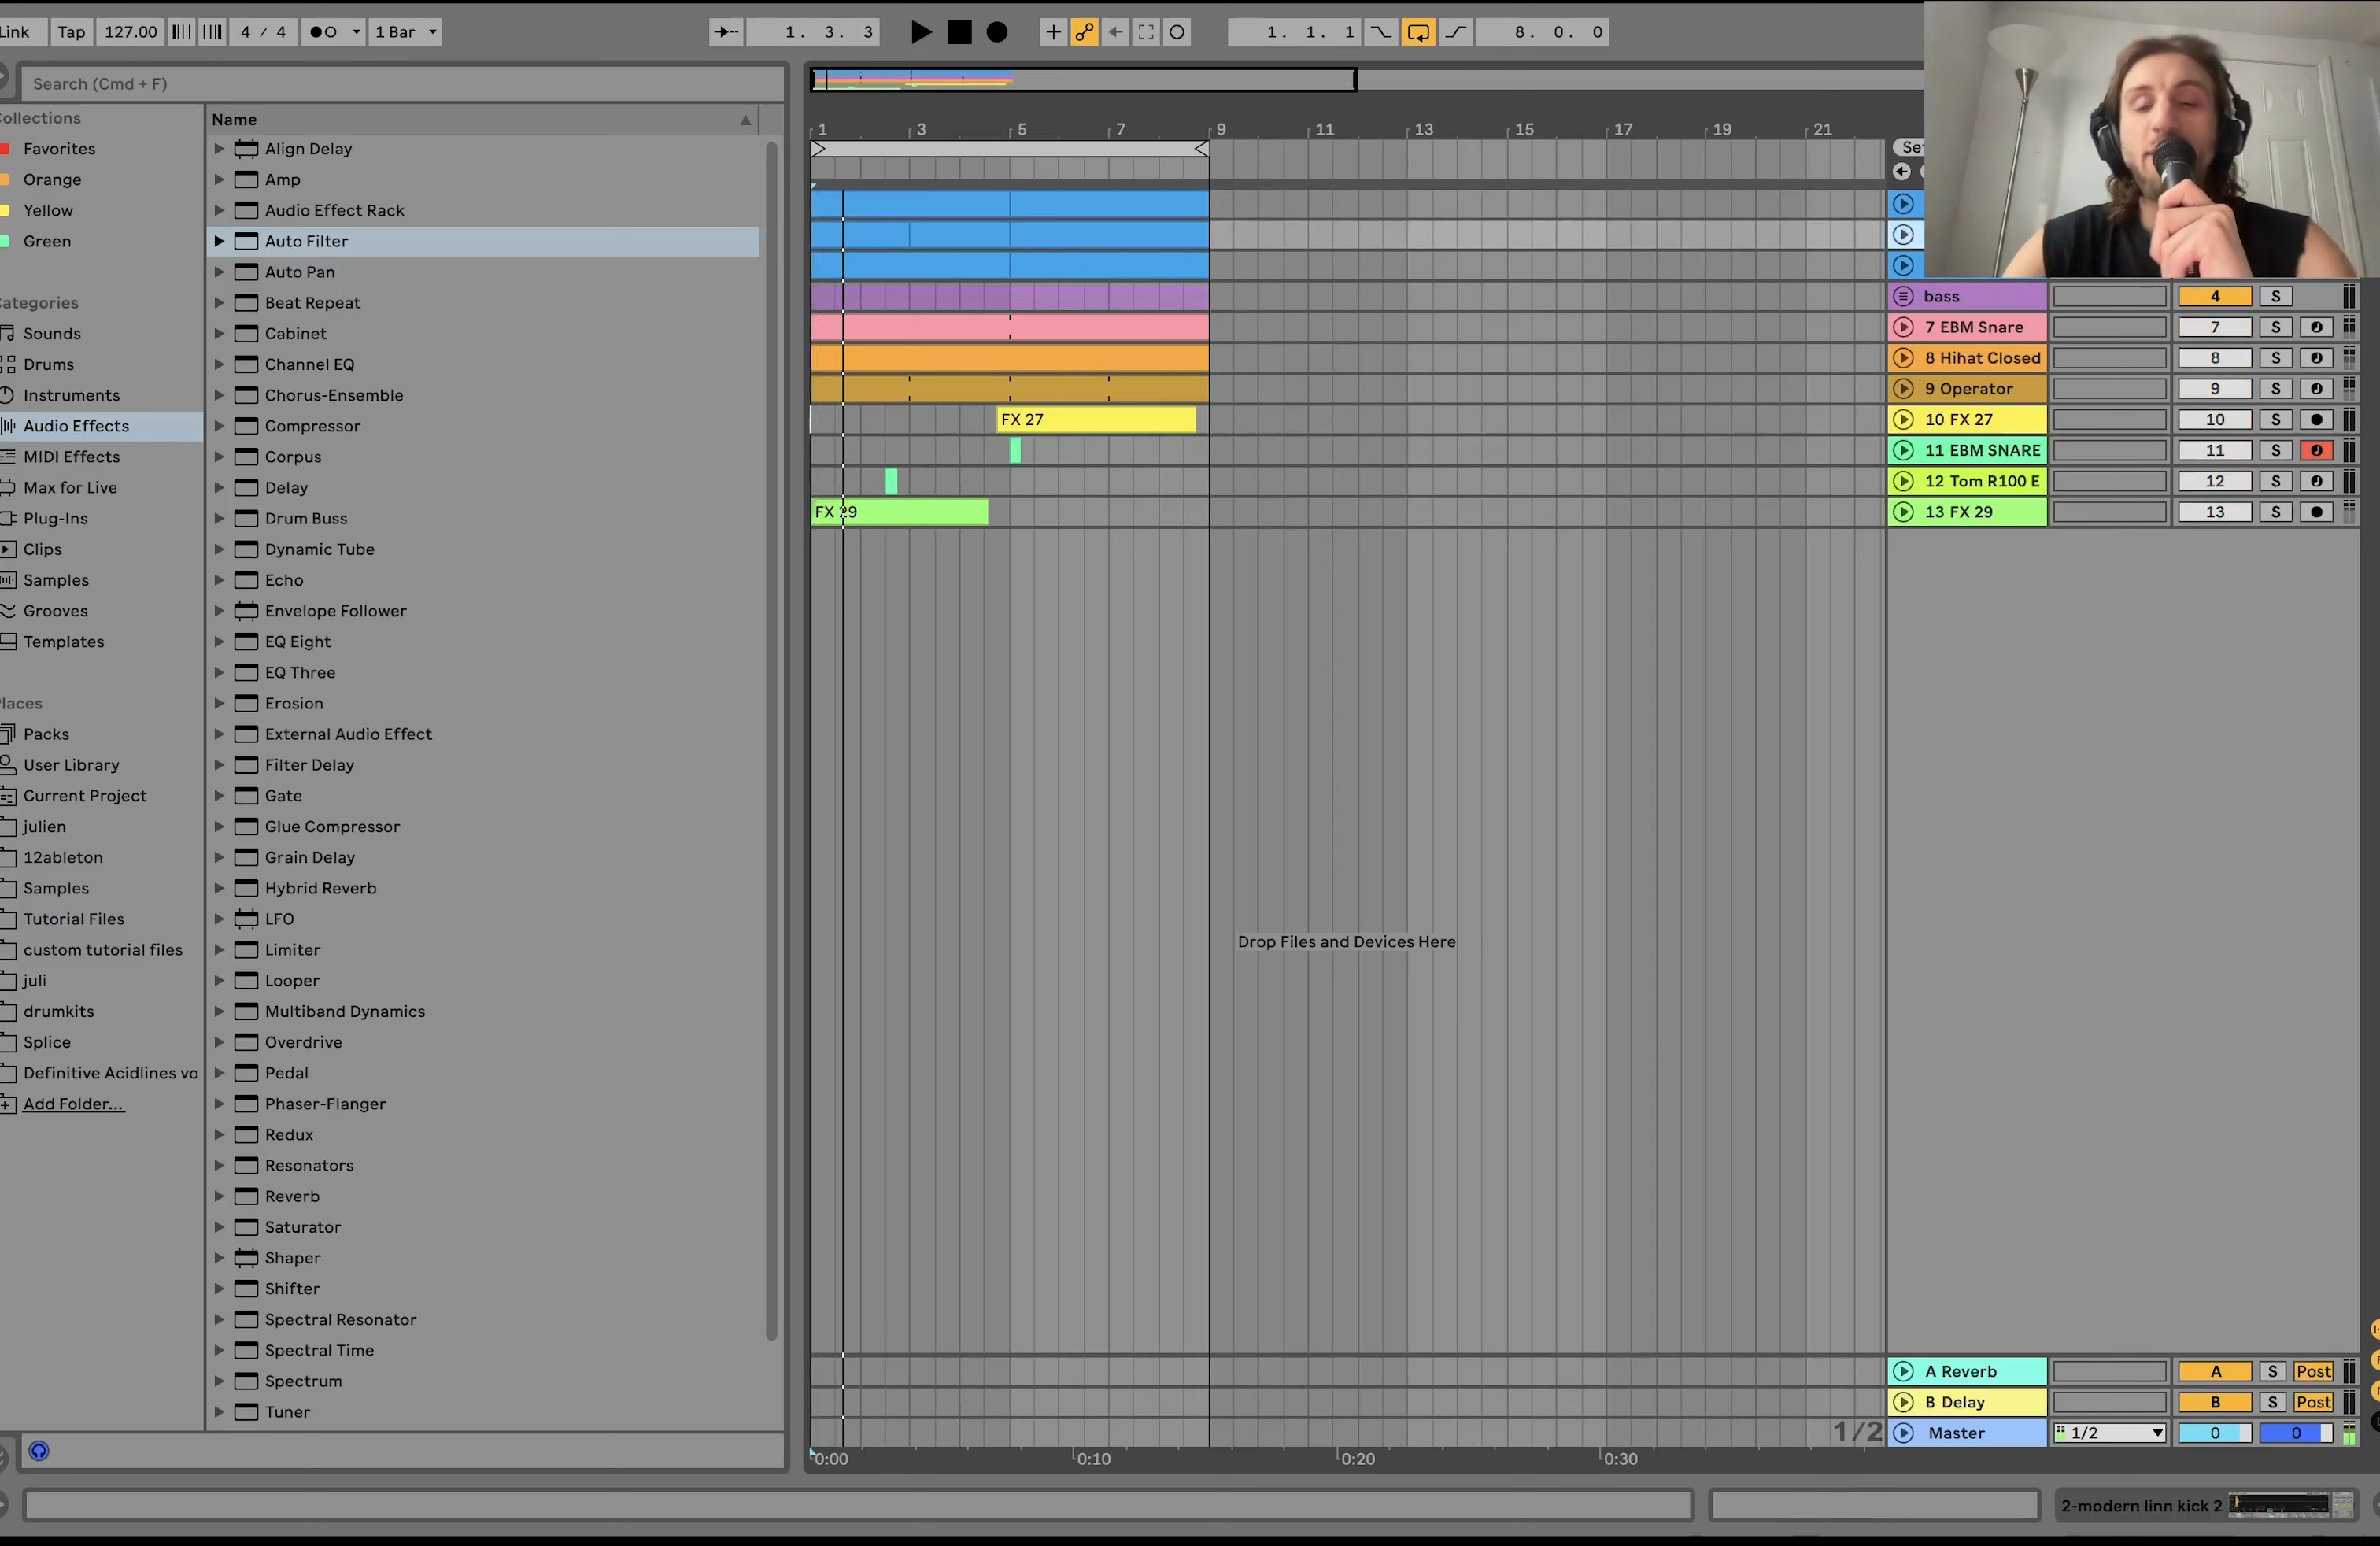 Link Tap 127.00 4 / 4 1 Bar 1. 3. 3 1. 1. 1 8. 0. 0
Search (Cmd + F)
Collections
Favorites
Orange
Yellow
Green
Categories
Sounds
Drums
Instruments
Audio Effects
MIDI Effects
Max for Live
Plug-Ins
Clips
Samples
Grooves
Templates
Places
Packs
User Library
Current Project
julien
12ableton
Samples
Tutorial Files
custom tutorial files
juli
drumkits
Splice
Definitive Acidlines vo
Add Folder...
Name
Align Delay
Amp
Audio Effect Rack
Auto Filter
Auto Pan
Beat Repeat
Cabinet
Channel EQ
Chorus-Ensemble
Compressor
Corpus
Delay
Drum Buss
Dynamic Tube
Echo
Envelope Follower
EQ Eight
EQ Three
Erosion
External Audio Effect
Filter Delay
Gate
Glue Compressor
Grain Delay
Hybrid Reverb
LFO
Limiter
Looper
Multiband Dynamics
Overdrive
Pedal
Phaser-Flanger
Redux
Resonators
Reverb
Saturator
Shaper
Shifter
Spectral Resonator
Spectral Time
Spectrum
Tuner
1 3 5 7 9 11 13 15 17 19 21
Set
FX 27
FX 29
Drop Files and Devices Here
bass 4 S
7 EBM Snare 7 S
8 Hihat Closed 8 S
9 Operator 9 S
10 FX 27 10 S
11 EBM SNARE 11 S
12 Tom R100 E 12 S
13 FX 29 13 S
A Reverb A S Post
B Delay B S Post
1/2 Master 1/2 0 0
0:00 0:10 0:20 0:30
2-modern linn kick 2